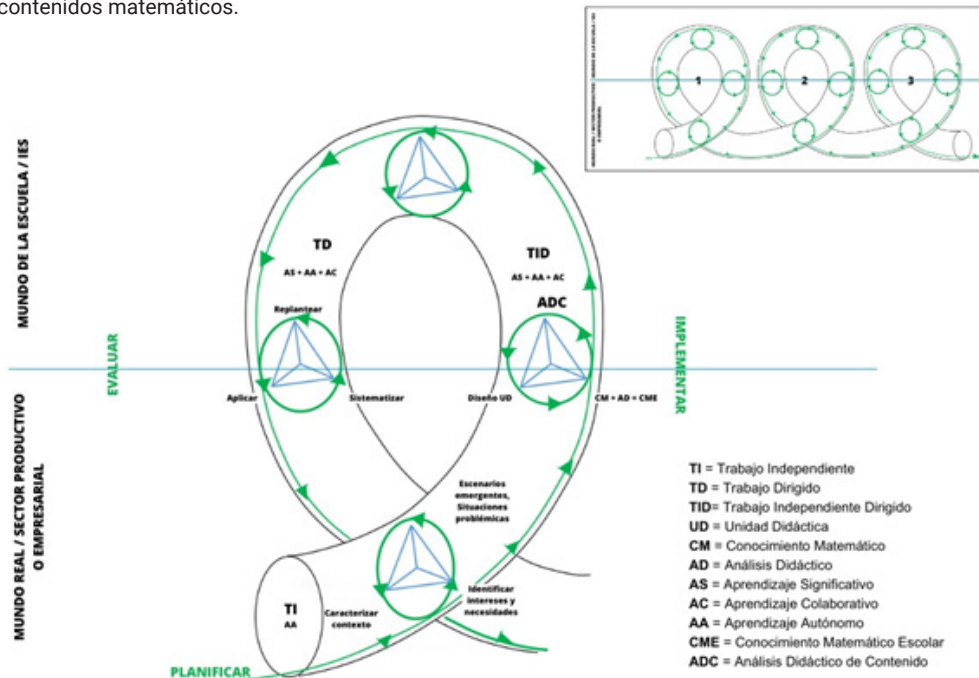 contenidos matemáticos.
1
2
3
MUNDO DE LA ESCUELA / IES
TD
AS + AA + AC
TID
AS + AA + AC
ADC
Replantear
EVALUAR
IMPLEMENTAR
Aplicar
Sistematizar
Diseño UD
CM + AD = CME
MUNDO REAL / SECTOR PRODUCTIVO
O EMPRESARIAL
Escenarios
emergentes,
Situaciones
problémicas
TI
AA
Caracterizar
contexto
Identificar
intereses y
necesidades
PLANIFICAR
TI = Trabajo Independiente
TD = Trabajo Dirigido
TID= Trabajo Independiente Dirigido
UD = Unidad Didáctica
CM = Conocimiento Matemático
AD = Análisis Didáctico
AS = Aprendizaje Significativo
AC = Aprendizaje Colaborativo
AA = Aprendizaje Autónomo
CME = Conocimiento Matemático Escolar
ADC = Análisis Didáctico de Contenido